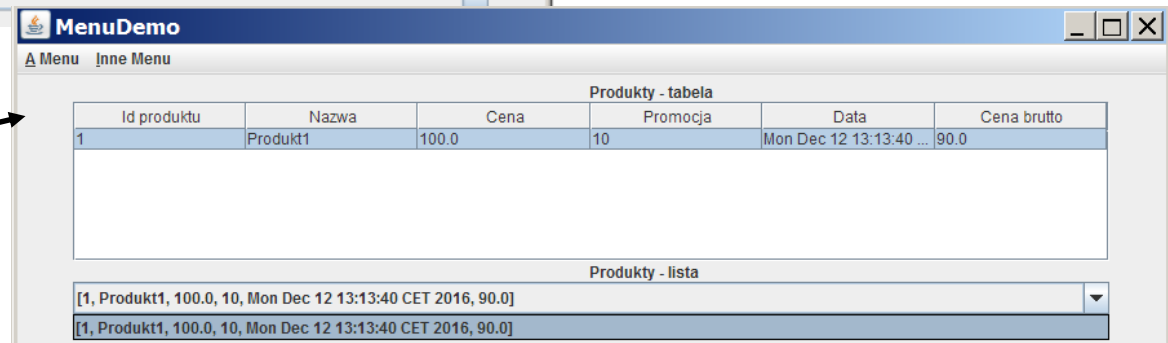 MenuDemo
A Menu Inne Menu
Produkty - tabela
Id produktu Nazwa Cena Promocja Data Cena brutto
1 Produkt1 100.0 10 Mon Dec 12 13:13:40 ... 90.0
Produkty - lista
[1, Produkt1, 100.0, 10, Mon Dec 12 13:13:40 CET 2016, 90.0]
[1, Produkt1, 100.0, 10, Mon Dec 12 13:13:40 CET 2016, 90.0]